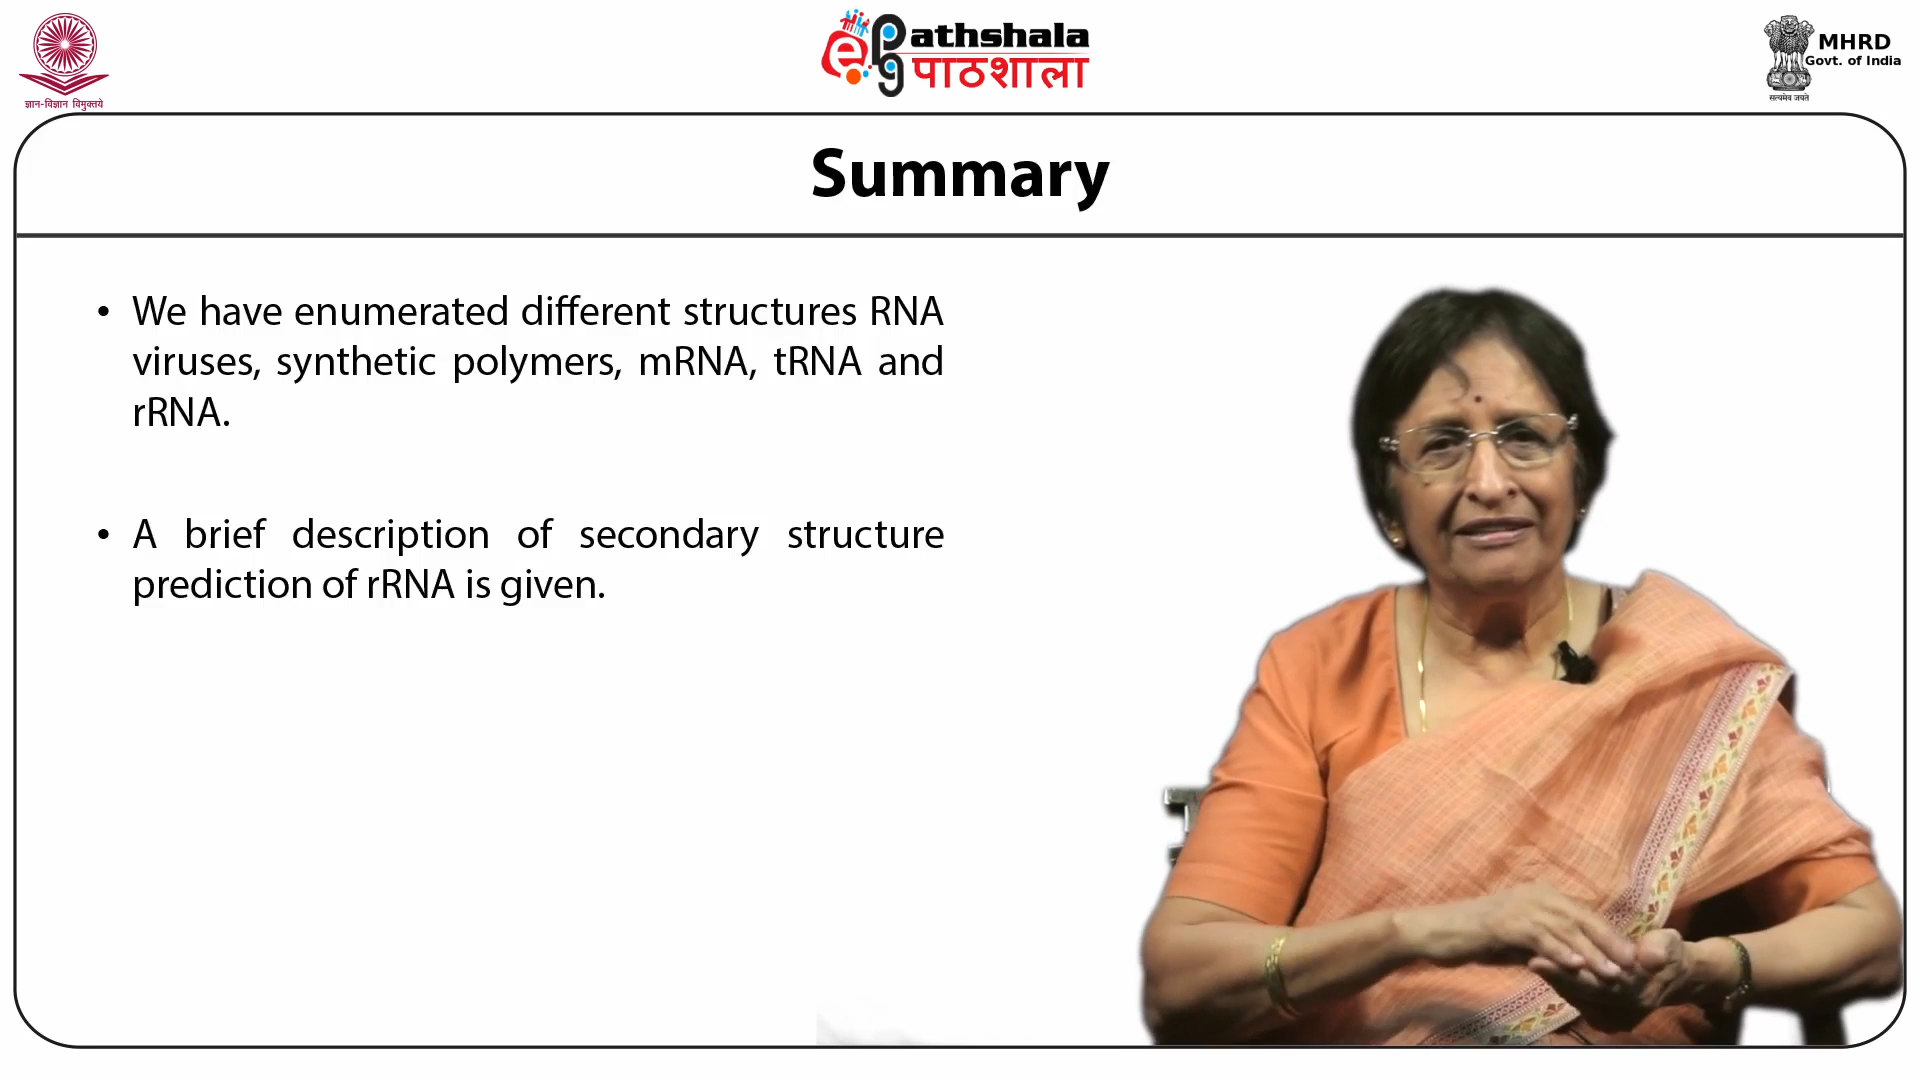 ज्ञान-विज्ञान विमुक्तये
ePGathshala
पाठशाला
MHRD
Govt. of India
सत्यमेव जयते
Summary
• We have enumerated different structures RNA
viruses, synthetic polymers, mRNA, tRNA and
rRNA.
• A brief description of secondary structure
prediction of rRNA is given.